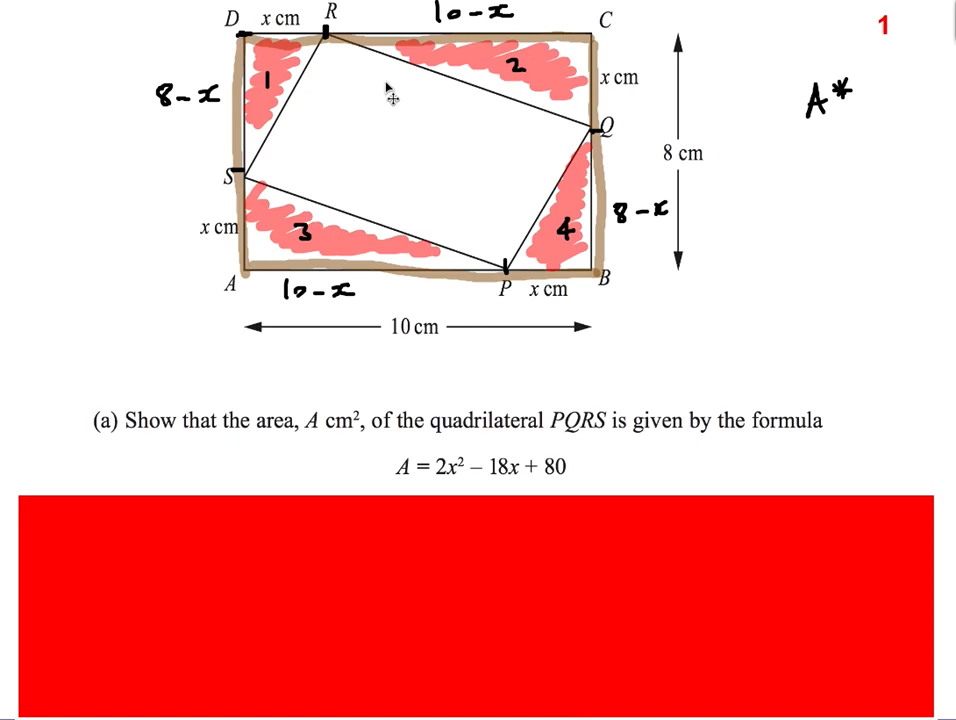 D x cm R 10-x C 1
1 2 x cm A*
8-x
Q
8 cm
S
8-x
x cm 3 4
A 10-x P x cm B
10 cm
(a) Show that the area, A cm², of the quadrilateral PQRS is given by the formula
A = 2x² – 18x + 80